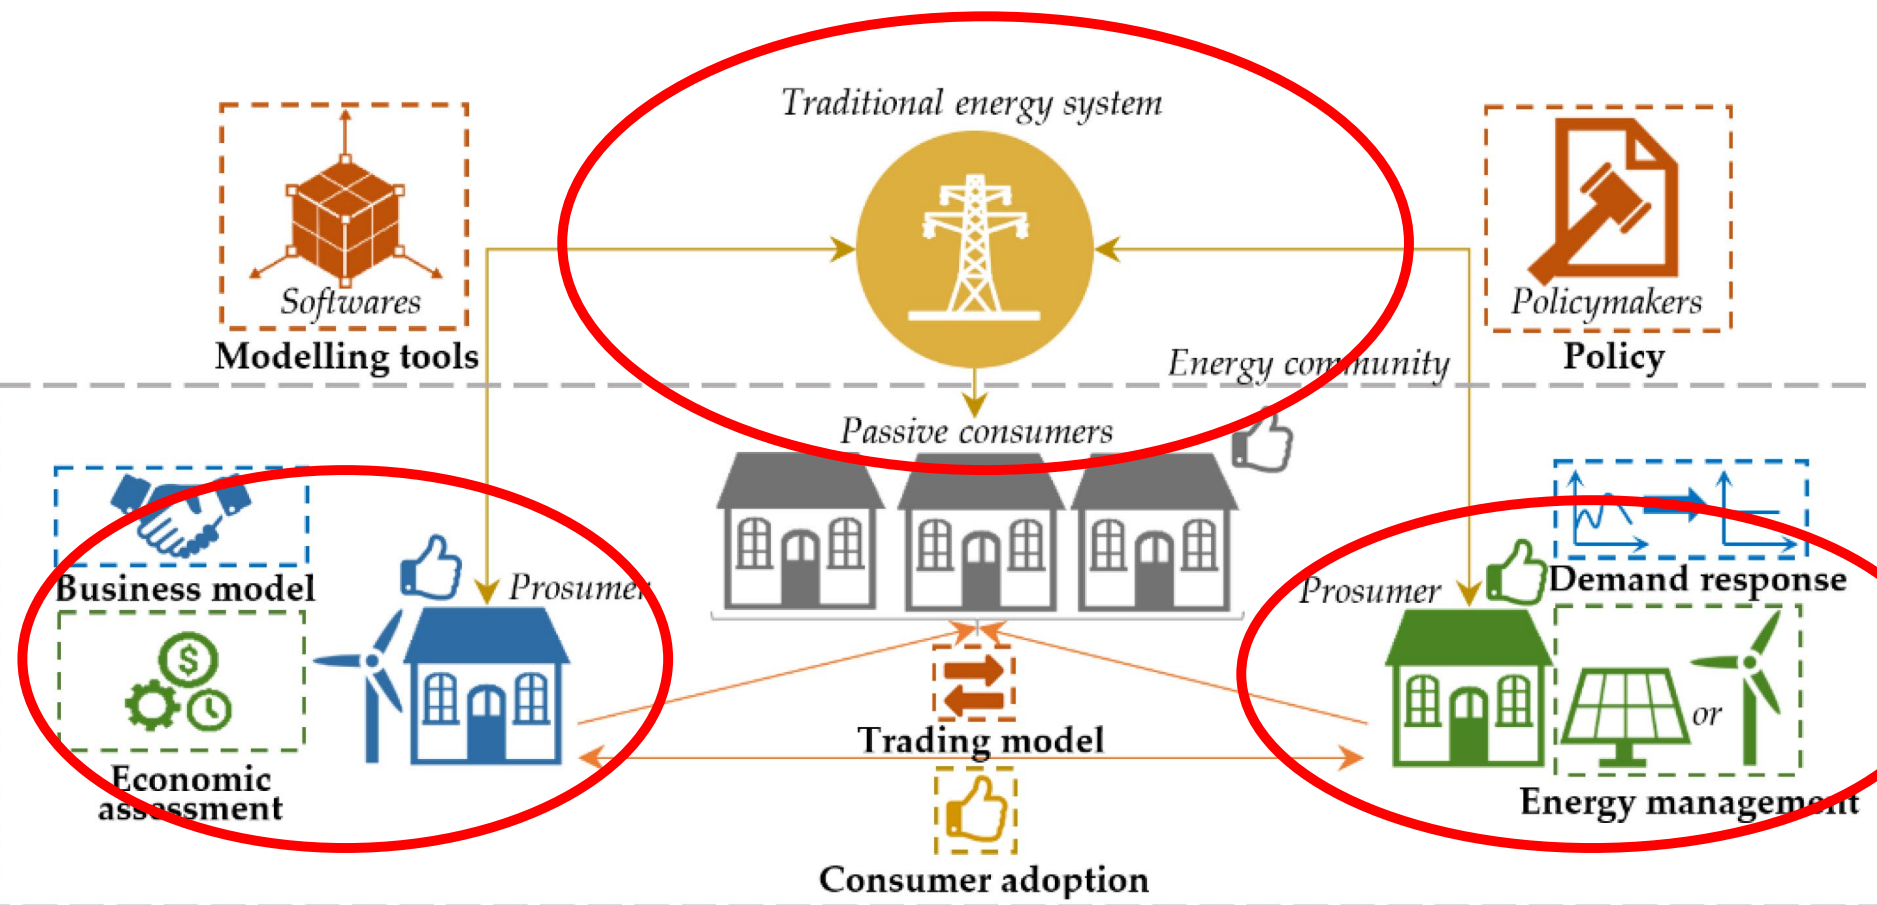 Traditional energy system
Softwares
Modelling tools
Policymakers
Policy
Energy community
Passive consumers
Business model
Prosumer
Prosumer
Demand response
$
or
Trading model
Economic
assessment
Energy management
Consumer adoption